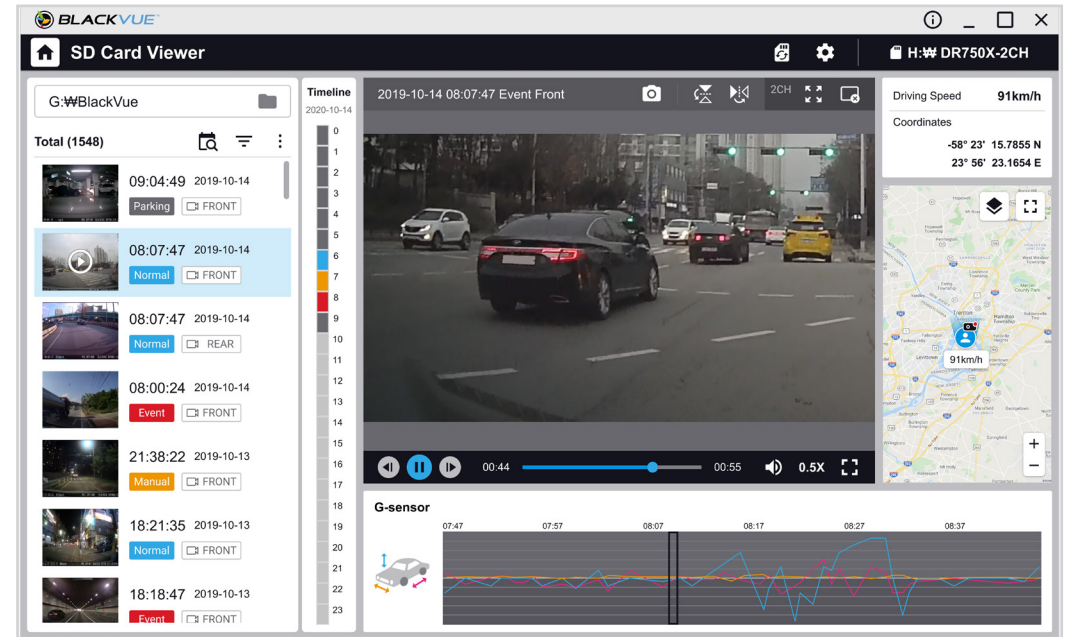 BLACKVUE
SD Card Viewer
H:₩ DR750X-2CH
G:₩BlackVue
Total (1548)
09:04:49 2019-10-14
Parking FRONT
08:07:47 2019-10-14
Normal FRONT
08:07:47 2019-10-14
Normal REAR
08:00:24 2019-10-14
Event FRONT
21:38:22 2019-10-13
Manual FRONT
18:21:35 2019-10-13
Normal FRONT
18:18:47 2019-10-13
Event FRONT
Timeline
2020-10-14
0
1
2
3
4
5
6
7
8
9
10
11
12
13
14
15
16
17
18
19
20
21
22
23
2019-10-14 08:07:47 Event Front
2CH
00:44
00:55
0.5X
Driving Speed 91km/h
Coordinates
-58° 23' 15.7855 N
23° 56' 23.1654 E
Trenton
Levittown
91km/h
+
−
G-sensor
07:47 07:57 08:07 08:17 08:27 08:37